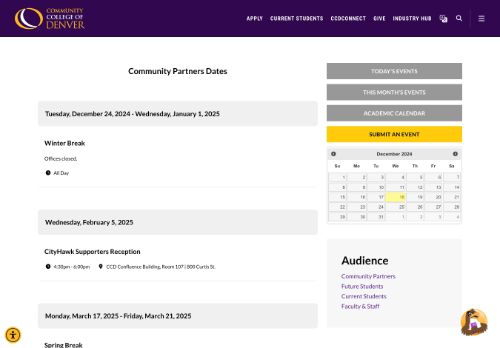 COMMUNITY
COLLEGE OF
DENVER
APPLY CURRENT STUDENTS CCDCONNECT GIVE INDUSTRY HUB
Community Partners Dates
Tuesday, December 24, 2024 - Wednesday, January 1, 2025
Winter Break
Offices closed.
All Day
Wednesday, February 5, 2025
CityHawk Supporters Reception
4:30pm - 6:00pm CCD Confluence Building, Room 107 | 800 Curtis St.
Monday, March 17, 2025 - Friday, March 21, 2025
Spring Break
TODAY'S EVENTS
THIS MONTH'S EVENTS
ACADEMIC CALENDAR
SUBMIT AN EVENT
December 2024
Su Mo Tu We Th Fr Sa
1 2 3 4 5 6 7
8 9 10 11 12 13 14
15 16 17 18 19 20 21
22 23 24 25 26 27 28
29 30 31 1 2 3 4
Audience
Community Partners
Future Students
Current Students
Faculty & Staff